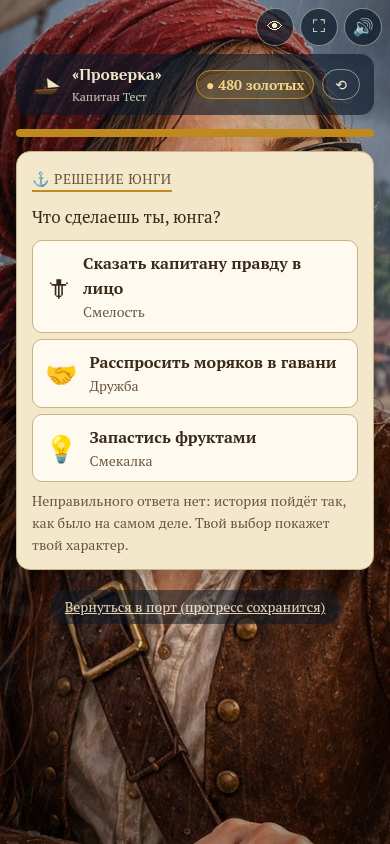 «Проверка»
Капитан Тест
● 480 золотых
⚓ РЕШЕНИЕ ЮНГИ
Что сделаешь ты, юнга?
Сказать капитану правду в
лицо
Смелость
Расспросить моряков в гавани
Дружба
Запастись фруктами
Смекалка
Неправильного ответа нет: история пойдёт так,
как было на самом деле. Твой выбор покажет
твой характер.
Вернуться в порт (прогресс сохранится)